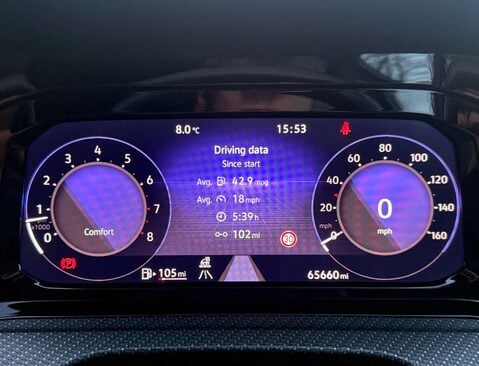 8.0°C 15:53
Driving data
Since start
Avg. 42.9 mpg
Avg. 18 mph
5:39 h
102 mi
30
0 1 2 3 4 5 6 7 8
x1000
Comfort
0 20 40 60 80 100 120 140 160
mph
0
mph
P
105 mi
65660 mi